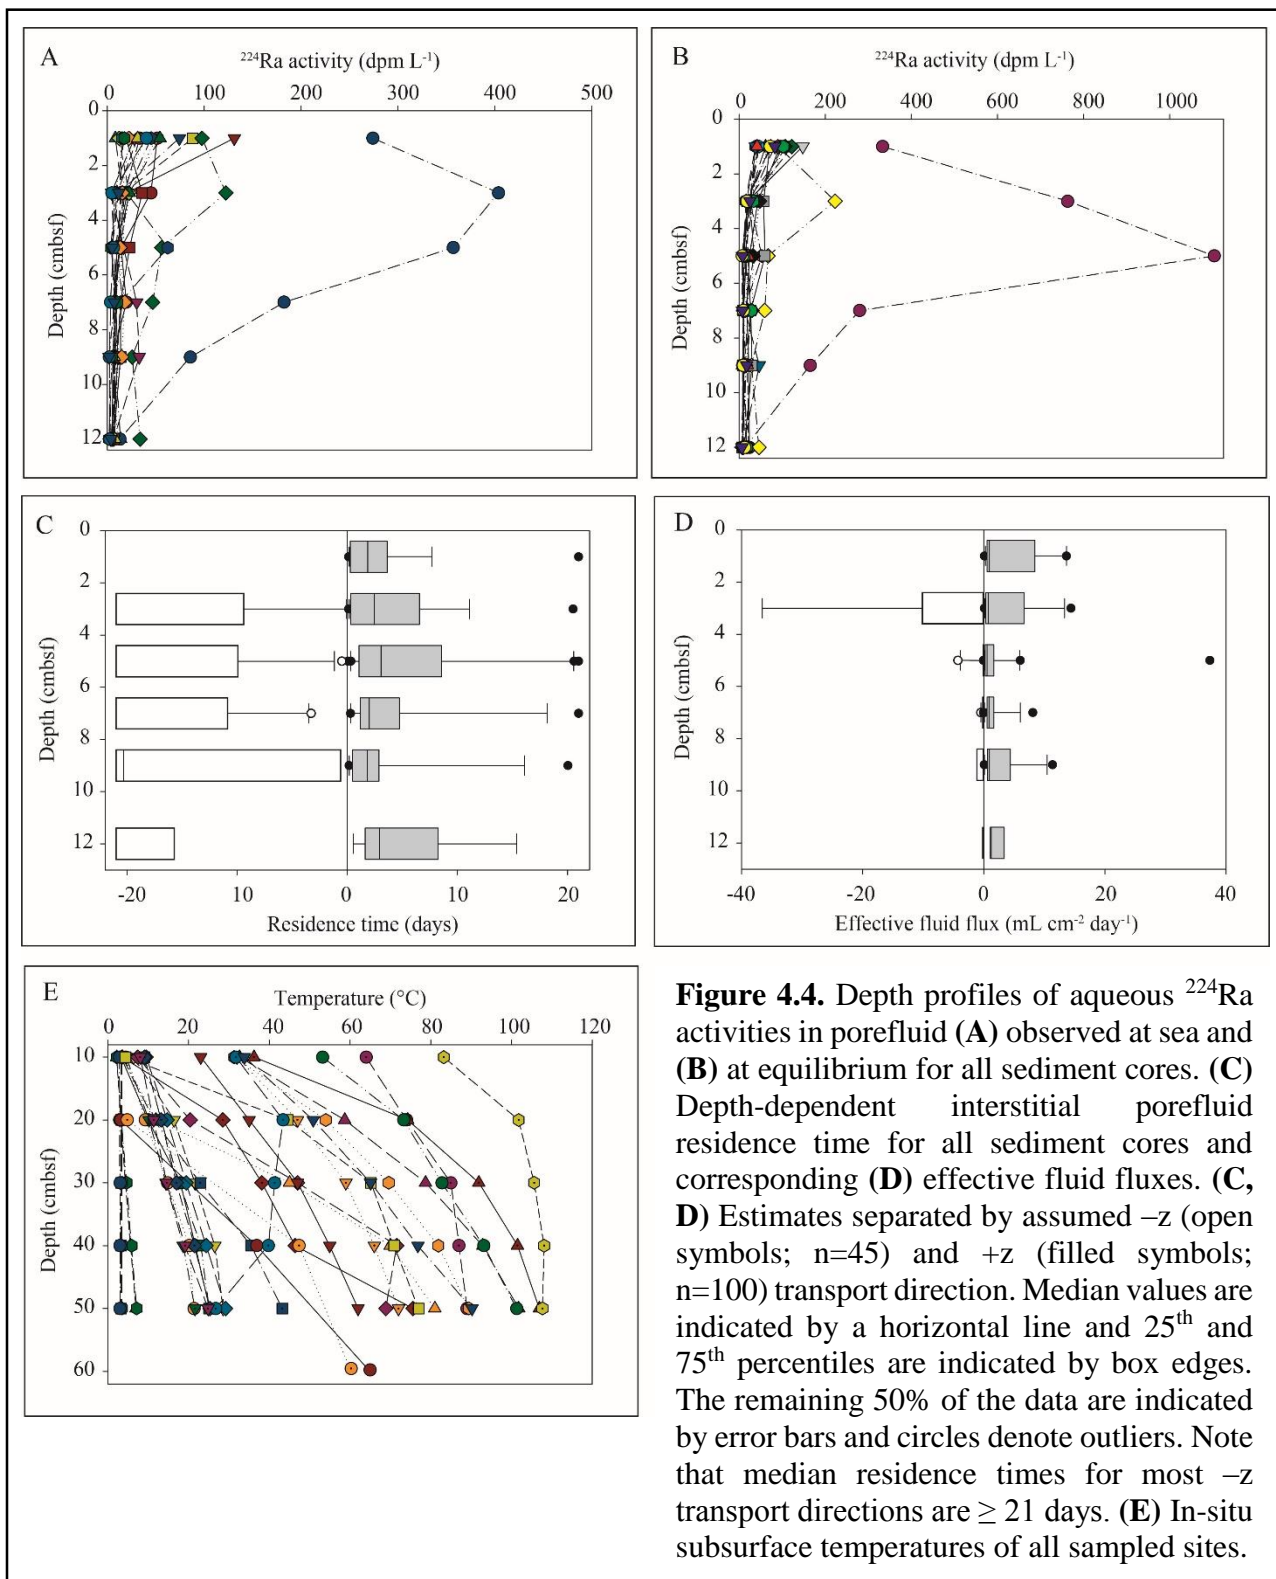 A
²²⁴Ra activity (dpm L⁻¹)
0 100 200 300 400 500
Depth (cmbsf)
0
2
4
6
8
10
12
B
²²⁴Ra activity (dpm L⁻¹)
0 200 400 600 800 1000
Depth (cmbsf)
0
2
4
6
8
10
12
C
Depth (cmbsf)
0
2
4
6
8
10
12
-20 10 0 10 20
Residence time (days)
D
Depth (cmbsf)
0
2
4
6
8
10
12
-40 -20 0 20 40
Effective fluid flux (mL cm⁻² day⁻¹)
E
Temperature (°C)
0 20 40 60 80 100 120
Depth (cmbsf)
10
20
30
40
50
60
Figure 4.4. Depth profiles of aqueous ²²⁴Ra
activities in porefluid (A) observed at sea and
(B) at equilibrium for all sediment cores. (C)
Depth-dependent interstitial porefluid
residence time for all sediment cores and
corresponding (D) effective fluid fluxes. (C,
D) Estimates separated by assumed –z (open
symbols; n=45) and +z (filled symbols;
n=100) transport direction. Median values are
indicated by a horizontal line and 25th and
75th percentiles are indicated by box edges.
The remaining 50% of the data are indicated
by error bars and circles denote outliers. Note
that median residence times for most –z
transport directions are ≥ 21 days. (E) In-situ
subsurface temperatures of all sampled sites.